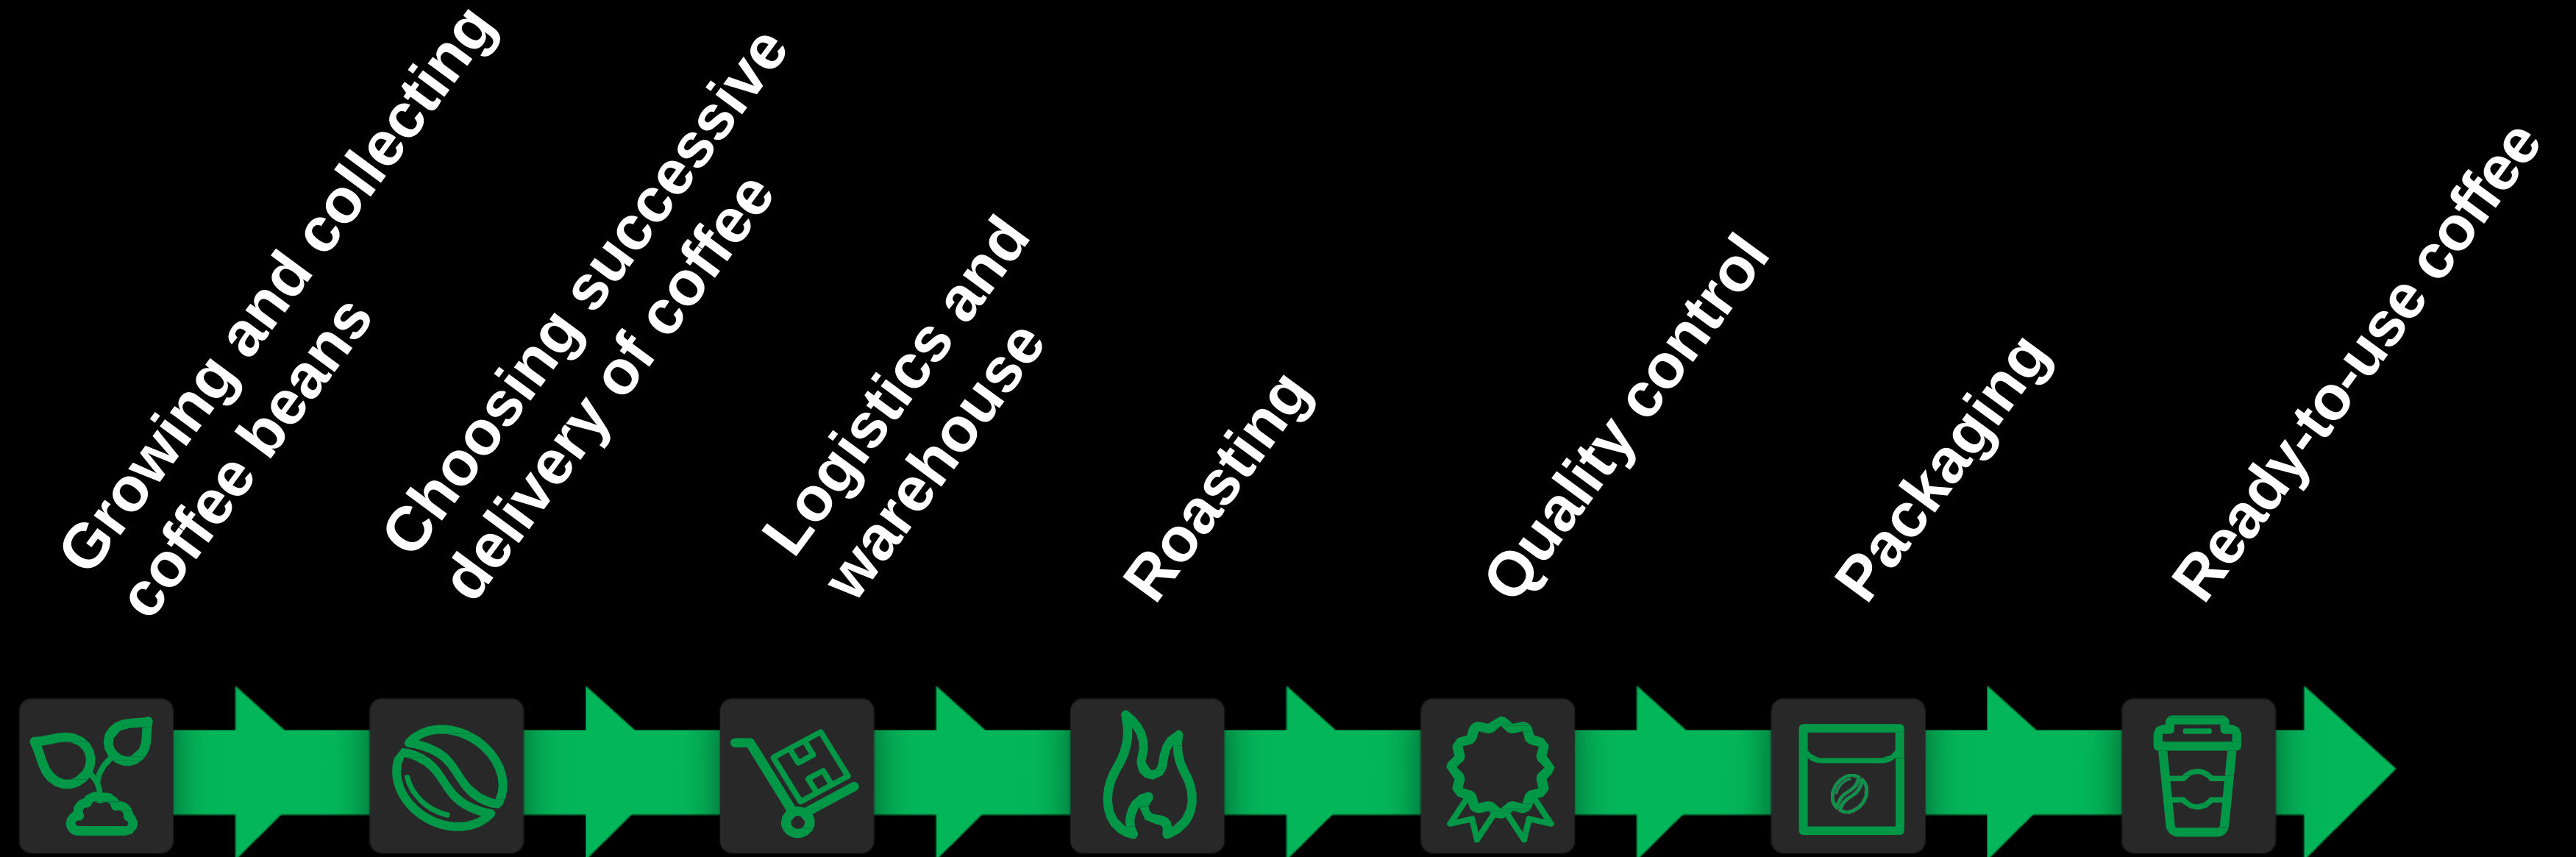 Growing and collecting
coffee beans
Choosing successive
delivery of coffee
Logistics and
warehouse
Roasting
Quality control
Packaging
Ready-to-use coffee